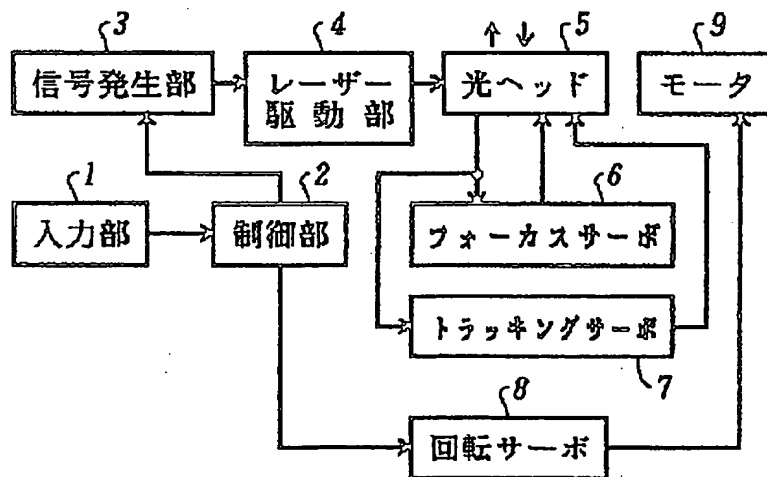 3
4
↑ ↓
5
9
信号発生部
レーザー
駆動部
光ヘッド
モータ
1
2
6
入力部
制御部
フォーカスサーボ
トラッキングサーボ
7
8
回転サーボ